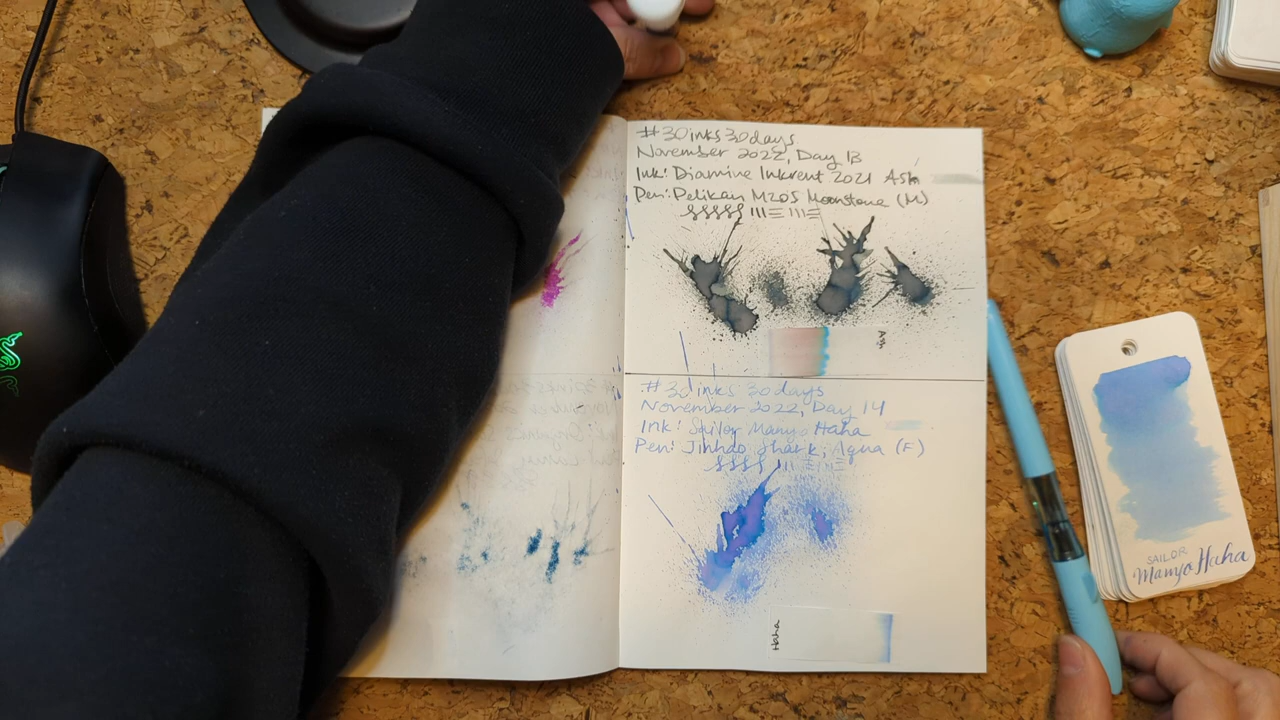 #30inks30days
November 2022, Day 13
Ink: Diamine Inkvent 2021 Ash
Pen: Pelikan M205 Moonstone (M)
Ash
#30inks30days
November 2022, Day 14
Ink: Sailor Manyo Haha
Pen: Jinhao Shark, Aqua (F)
Haha
SAILOR
Manyo Haha